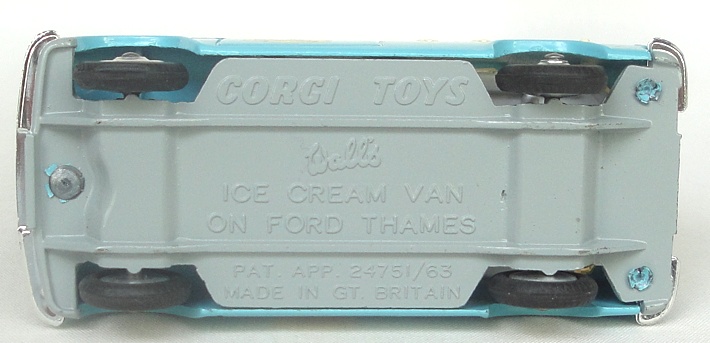 CORGI TOYS
Wall's
ICE CREAM VAN
ON FORD THAMES
PAT. APP. 24751/63
MADE IN GT. BRITAIN